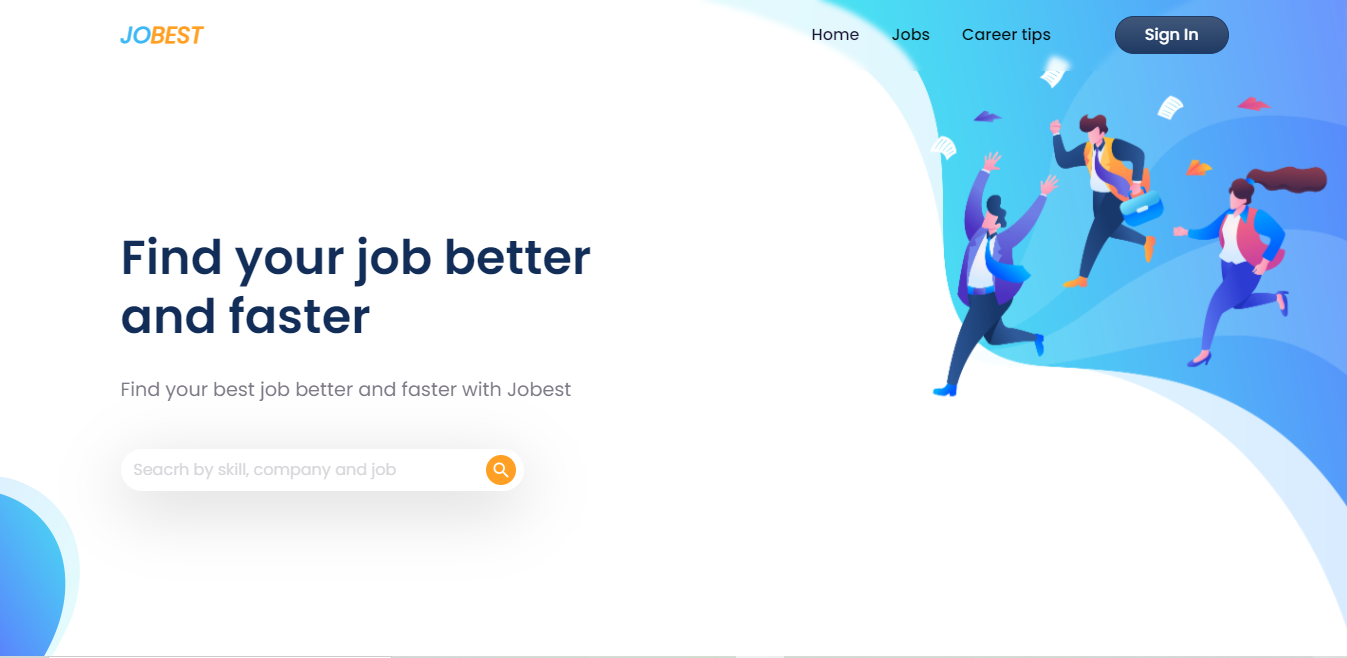 JOBEST
Home Jobs Career tips Sign In
Find your job better
and faster
Find your best job better and faster with Jobest
Seacrh by skill, company and job